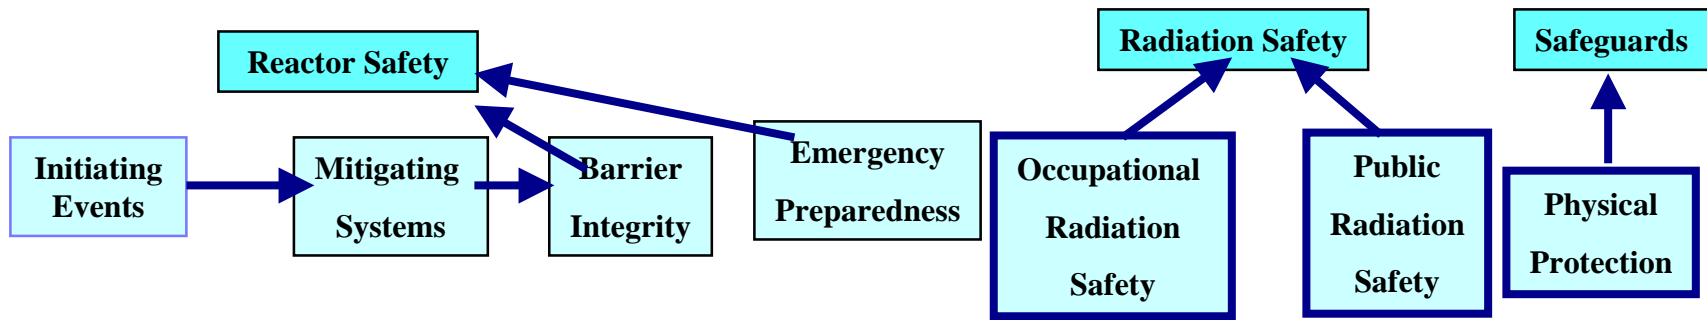 Reactor Safety
Radiation Safety
Safeguards
Initiating
Events
Mitigating
Systems
Barrier
Integrity
Emergency
Preparedness
Occupational
Radiation
Safety
Public
Radiation
Safety
Physical
Protection